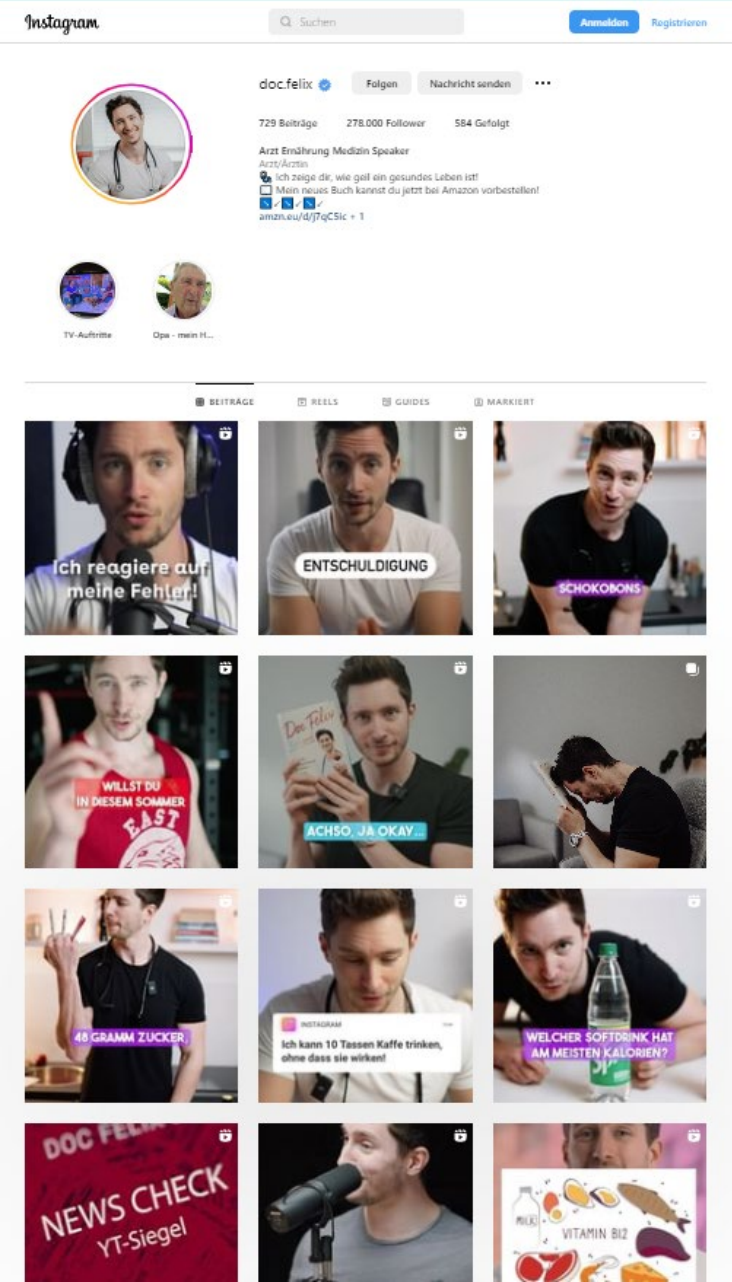 Instagram
Suchen
Anmelden
Registrieren
doc.felix
Folgen
Nachricht senden
729 Beiträge 278.000 Follower 584 Gefolgt
Arzt Ernährung Medizin Speaker
Arzt/Ärztin
Ich zeige dir, wie geil ein gesundes Leben ist!
Mein neues Buch kannst du jetzt bei Amazon vorbestellen!
amzn.eu/d/j7qC5ic + 1
TV-Auftritte
Opa - mein H...
BEITRÄGE
REELS
GUIDES
MARKIERT
Ich reagiere auf
meine Fehler!
ENTSCHULDIGUNG
SCHOKOBONS
WILLST DU
IN DIESEM SOMMER
EAST
Doc Felix
ACHSO, JA OKAY...
48 GRAMM ZUCKER,
INSTAGRAM
Ich kann 10 Tassen Kaffe trinken,
ohne dass sie wirken!
WELCHER SOFTDRINK HAT
AM MEISTEN KALORIEN?
DOC FELIX
NEWS CHECK
YT-Siegel
MILK
VITAMIN B12